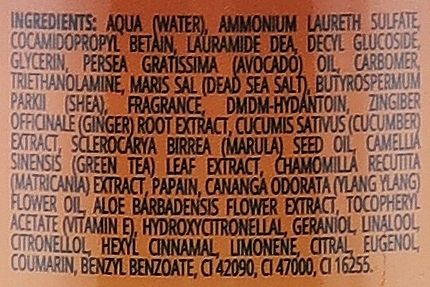 INGREDIENTS: AQUA (WATER), AMMONIUM LAURETH SULFATE,
COCAMIDOPROPYL BETAIN, LAURAMIDE DEA, DECYL GLUCOSIDE,
GLYCERIN, PERSEA GRATISSIMA (AVOCADO) OIL, CARBOMER,
TRIETHANOLAMINE, MARIS SAL (DEAD SEA SALT), BUTYROSPERMUM
PARKII (SHEA), FRAGRANCE, DMDM-HYDANTOIN, ZINGIBER
OFFICINALE (GINGER) ROOT EXTRACT, CUCUMIS SATIVUS (CUCUMBER)
EXTRACT, SCLEROCARYA BIRREA (MARULA) SEED OIL, CAMELLIA
SINENSIS (GREEN TEA) LEAF EXTRACT, CHAMOMILLA RECUTITA
(MATRICANIA) EXTRACT, PAPAIN, CANANGA ODORATA (YLANG YLANG)
FLOWER OIL, ALOE BARBADENSIS FLOWER EXTRACT, TOCOPHERYL
ACETATE (VITAMIN E), HYDROXYCITRONELLAL, GERANIOL, LINALOOL,
CITRONELLOL, HEXYL CINNAMAL, LIMONENE, CITRAL, EUGENOL,
COUMARIN, BENZYL BENZOATE, CI 42090, CI 47000, CI 16255.